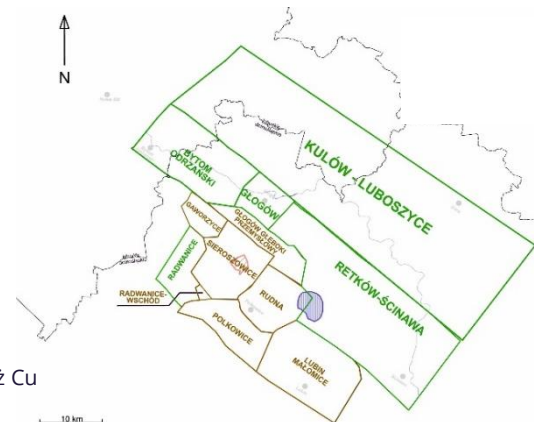 N
KULÓW - LUBOSZYCE
BYTOM
ODRZAŃSKI
GŁOGÓW
GŁOGÓW GŁĘBOKI
PRZEMYSŁOWY
GAWORZYCE
RADWANICE
SIEROSZOWICE
RETKÓW-ŚCINAWA
RADWANICE-
WSCHÓD
RUDNA
POLKOWICE
LUBIN
MAŁOMICE
ż Cu
10 km